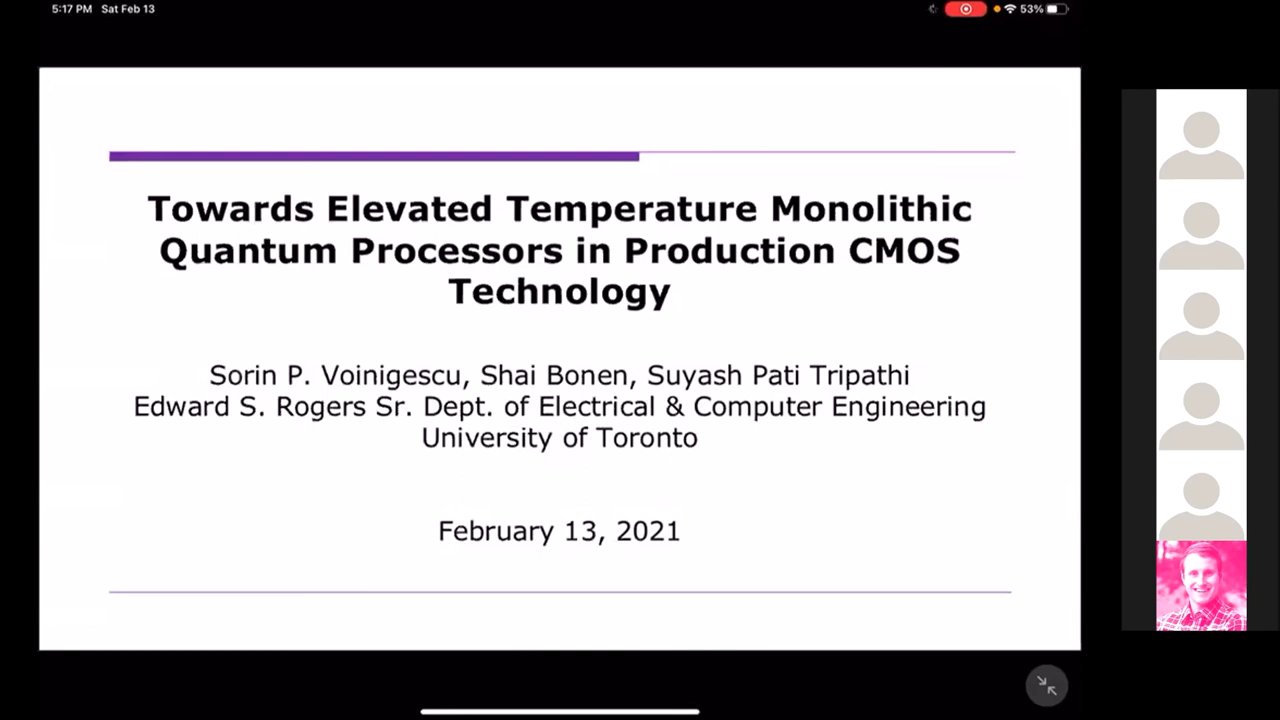 5:17 PM Sat Feb 13
53%
Towards Elevated Temperature Monolithic
Quantum Processors in Production CMOS
Technology
Sorin P. Voinigescu, Shai Bonen, Suyash Pati Tripathi
Edward S. Rogers Sr. Dept. of Electrical & Computer Engineering
University of Toronto
February 13, 2021